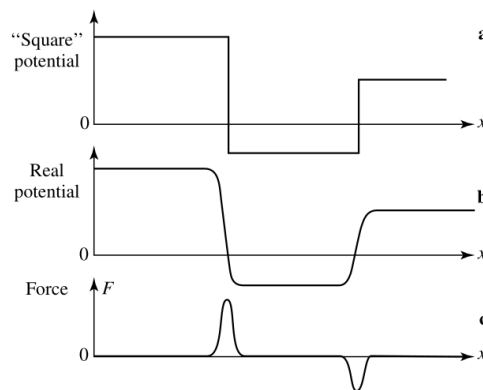 “Square”
potential
a
0
x
Real
potential
b
0
x
Force
F
0
x